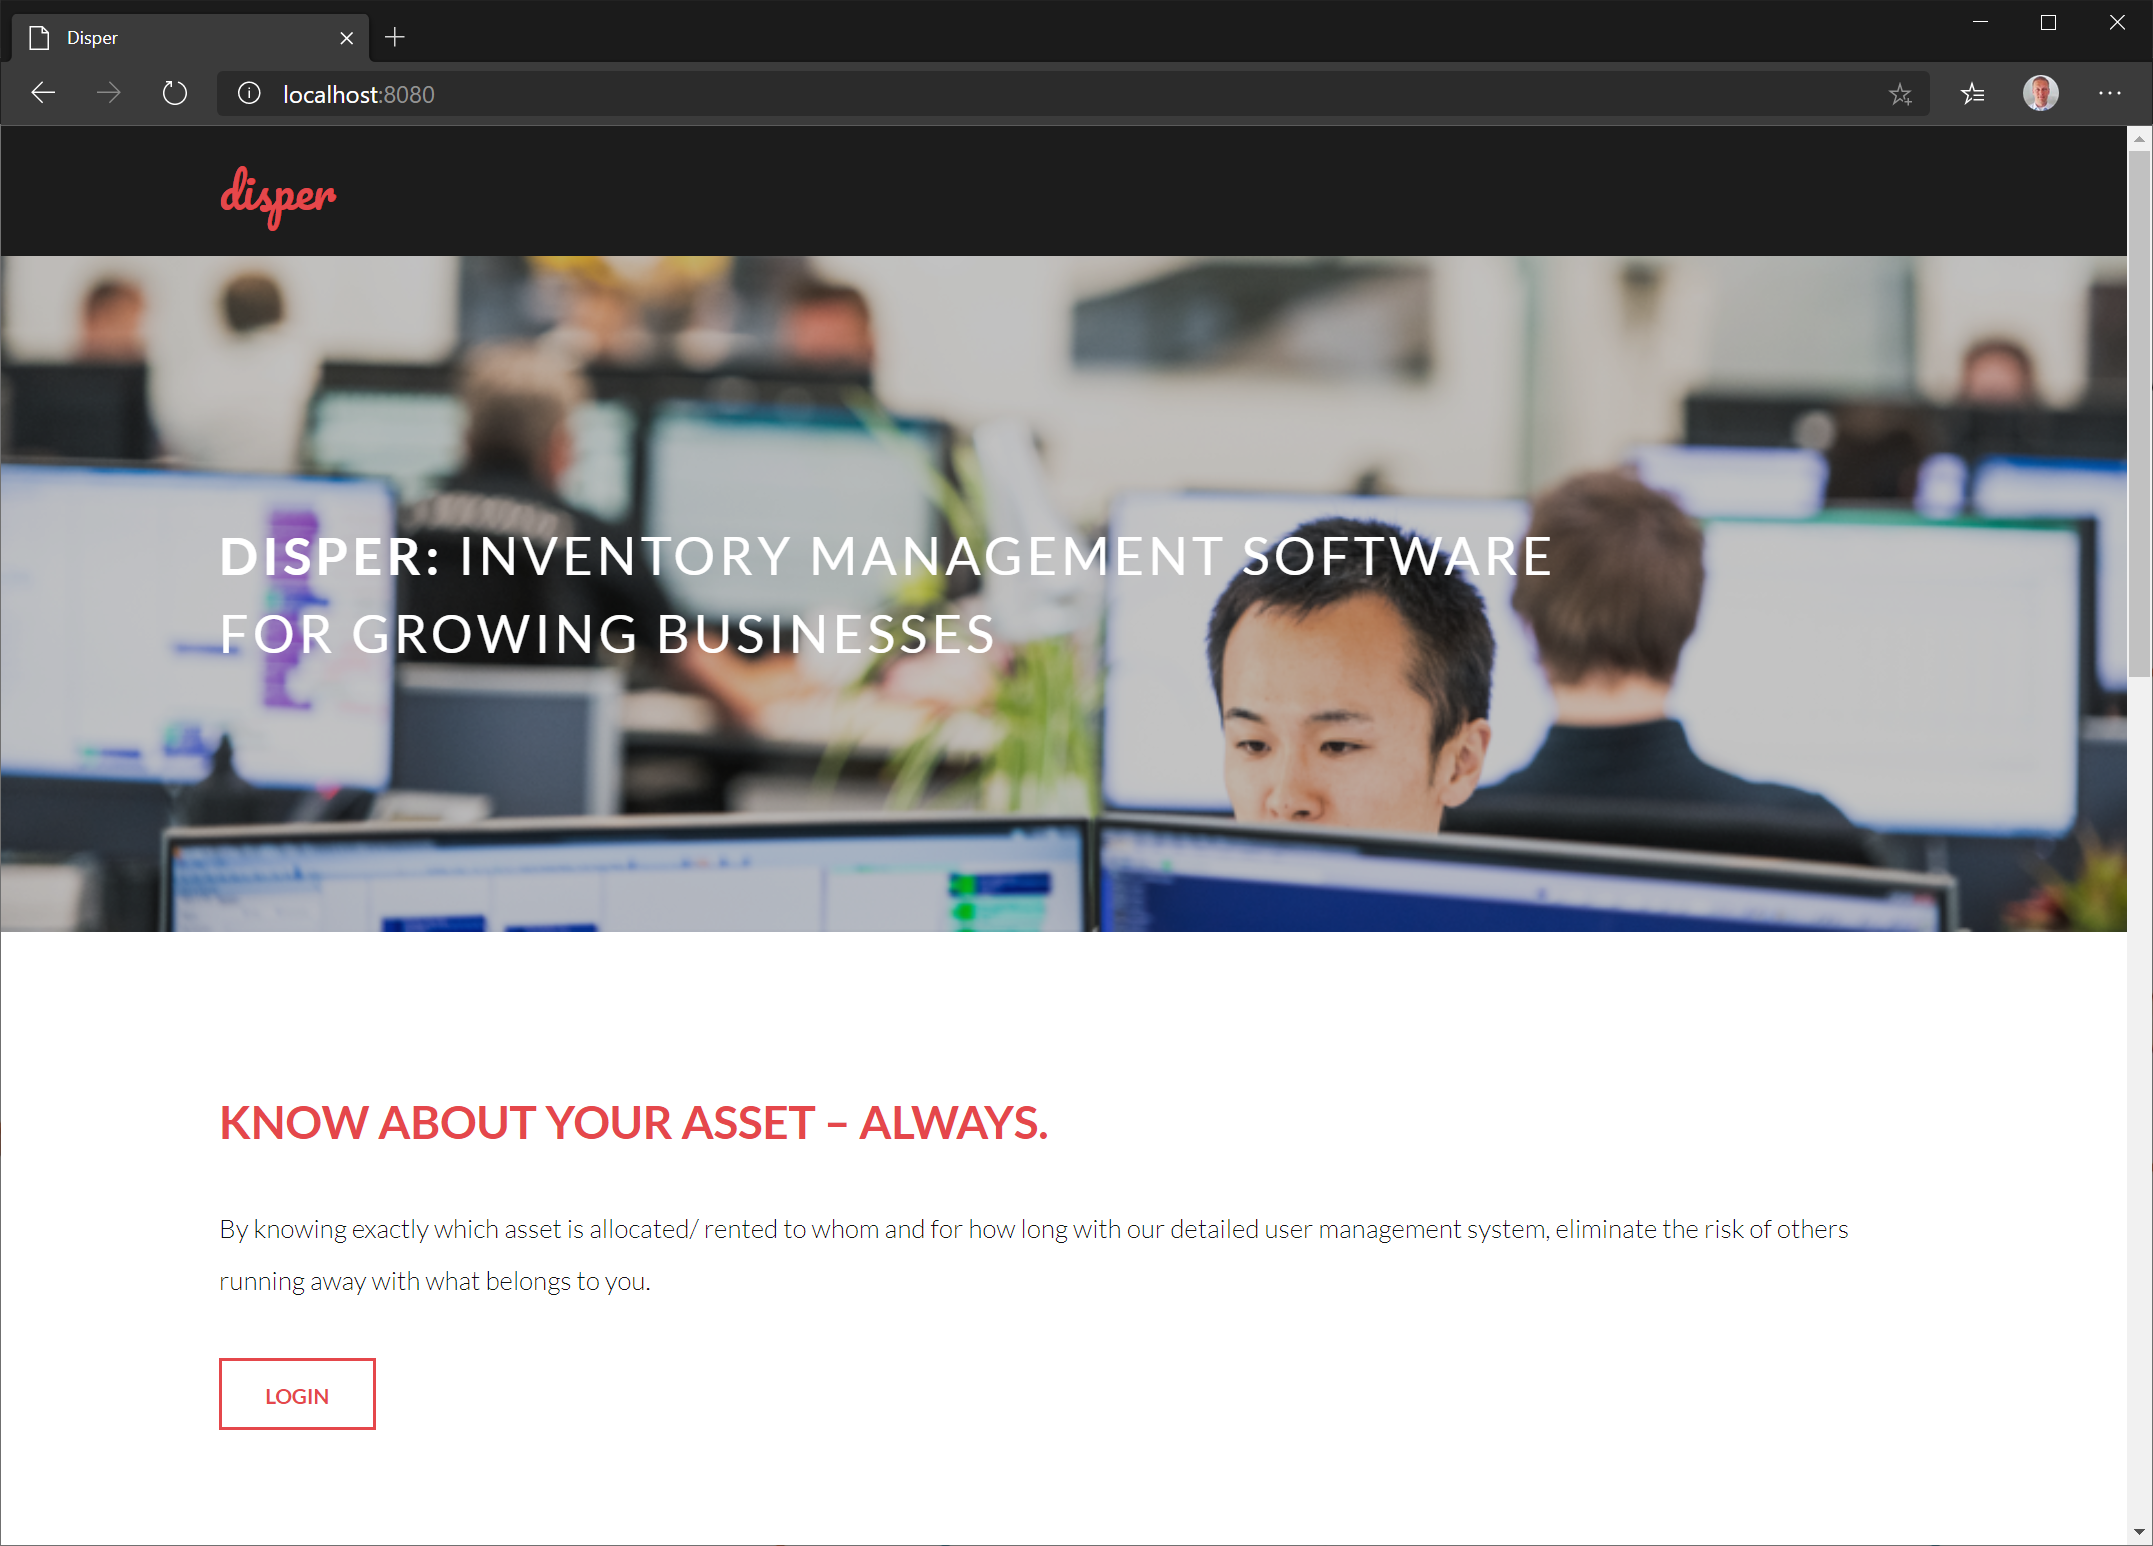 Disper
localhost:8080
disper
DISPER: INVENTORY MANAGEMENT SOFTWARE
FOR GROWING BUSINESSES
KNOW ABOUT YOUR ASSET – ALWAYS.
By knowing exactly which asset is allocated/ rented to whom and for how long with our detailed user management system, eliminate the risk of others
running away with what belongs to you.
LOGIN